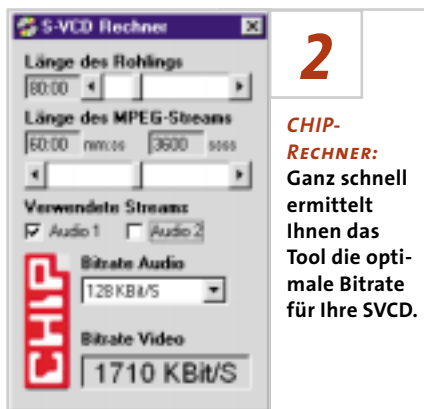 S-VCD Rechner
Länge des Rohlings
80:00
Länge des MPEG-Streams
60:00 mm:ss 3600 secs
Verwendete Streams
Audio 1 Audio 2
CHIP
Bitrate Audio
128 KBit/S
Bitrate Video
1710 KBit/S
2
CHIP-
RECHNER:
Ganz schnell
ermittelt
Ihnen das
Tool die opti-
male Bitrate
für Ihre SVCD.